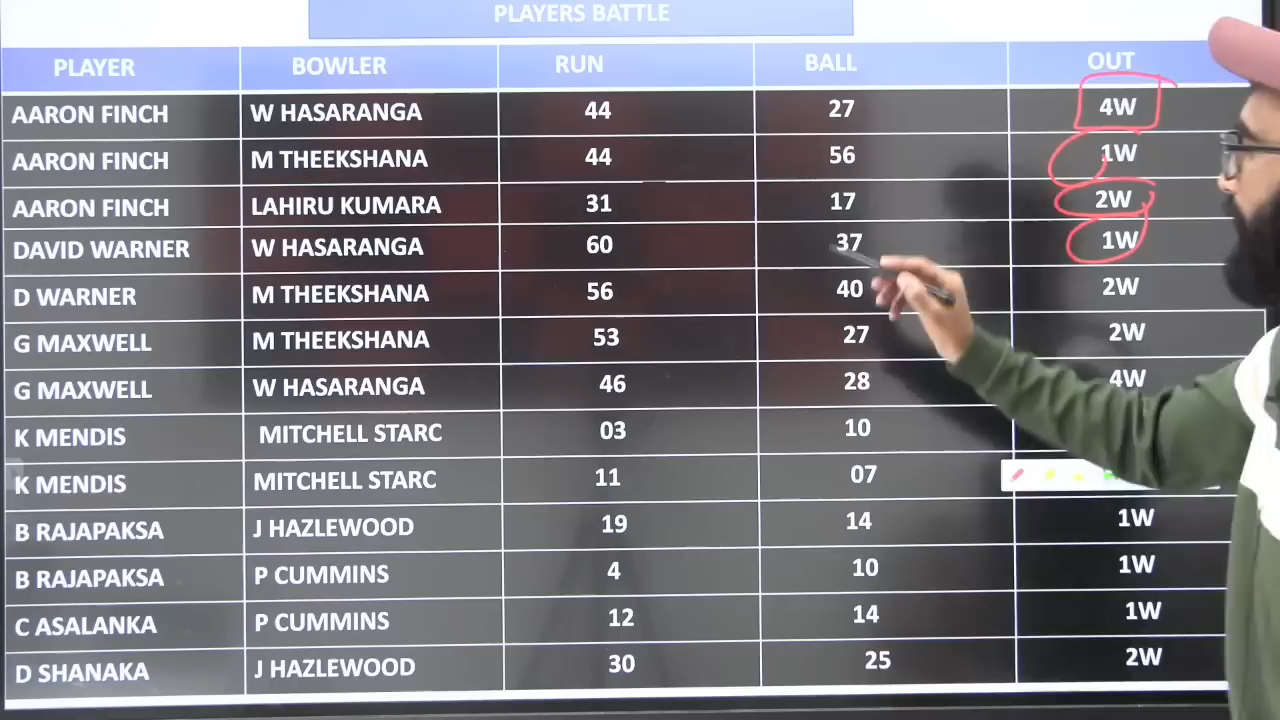 PLAYERS BATTLE
PLAYER BOWLER RUN BALL OUT
AARON FINCH W HASARANGA 44 27 4W
AARON FINCH M THEEKSHANA 44 56 1W
AARON FINCH LAHIRU KUMARA 31 17 2W
DAVID WARNER W HASARANGA 60 37 1W
D WARNER M THEEKSHANA 56 40 2W
G MAXWELL M THEEKSHANA 53 27 2W
G MAXWELL W HASARANGA 46 28 4W
K MENDIS MITCHELL STARC 03 10
K MENDIS MITCHELL STARC 11 07
B RAJAPAKSA J HAZLEWOOD 19 14 1W
B RAJAPAKSA P CUMMINS 4 10 1W
C ASALANKA P CUMMINS 12 14 1W
D SHANAKA J HAZLEWOOD 30 25 2W